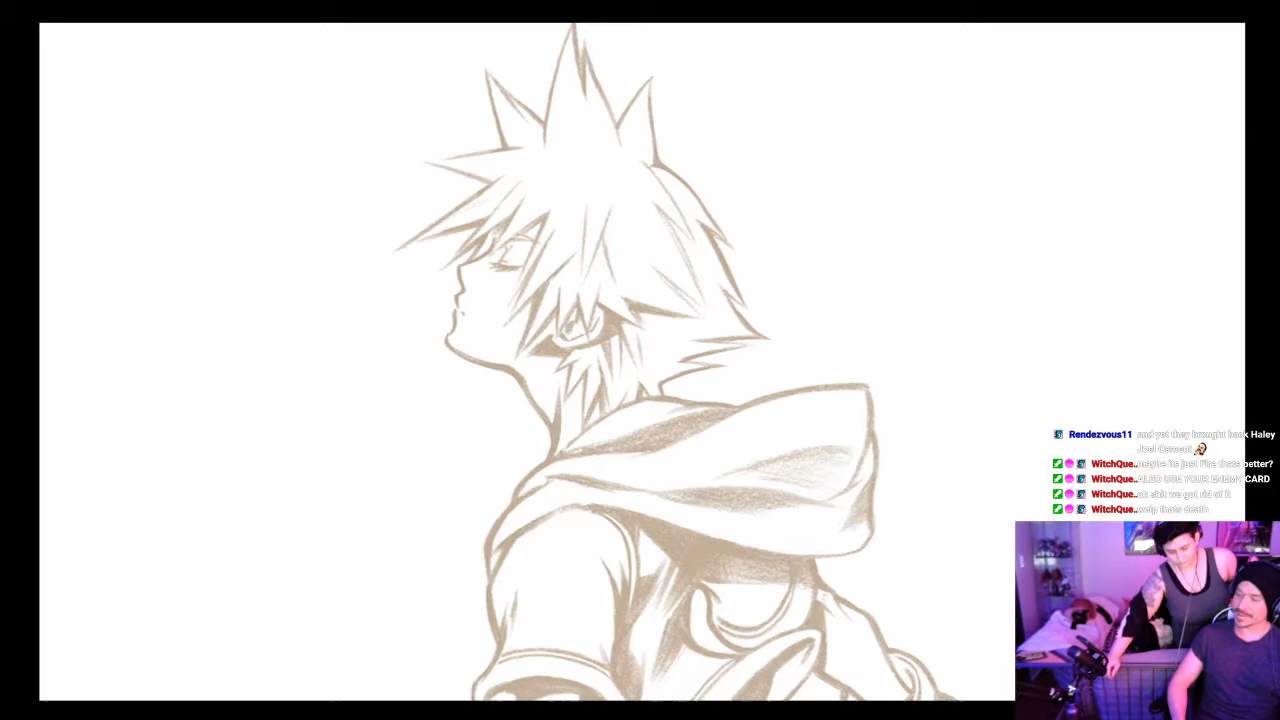 Rendezvous11 and yet they brought back Haley
Joel Osment
WitchQue.. maybe its just Fire thats better?
WitchQue.. ALSO USE YOUR ENEMY CARD
WitchQue.. oh shit we got rid of it
WitchQue.. welp thats death